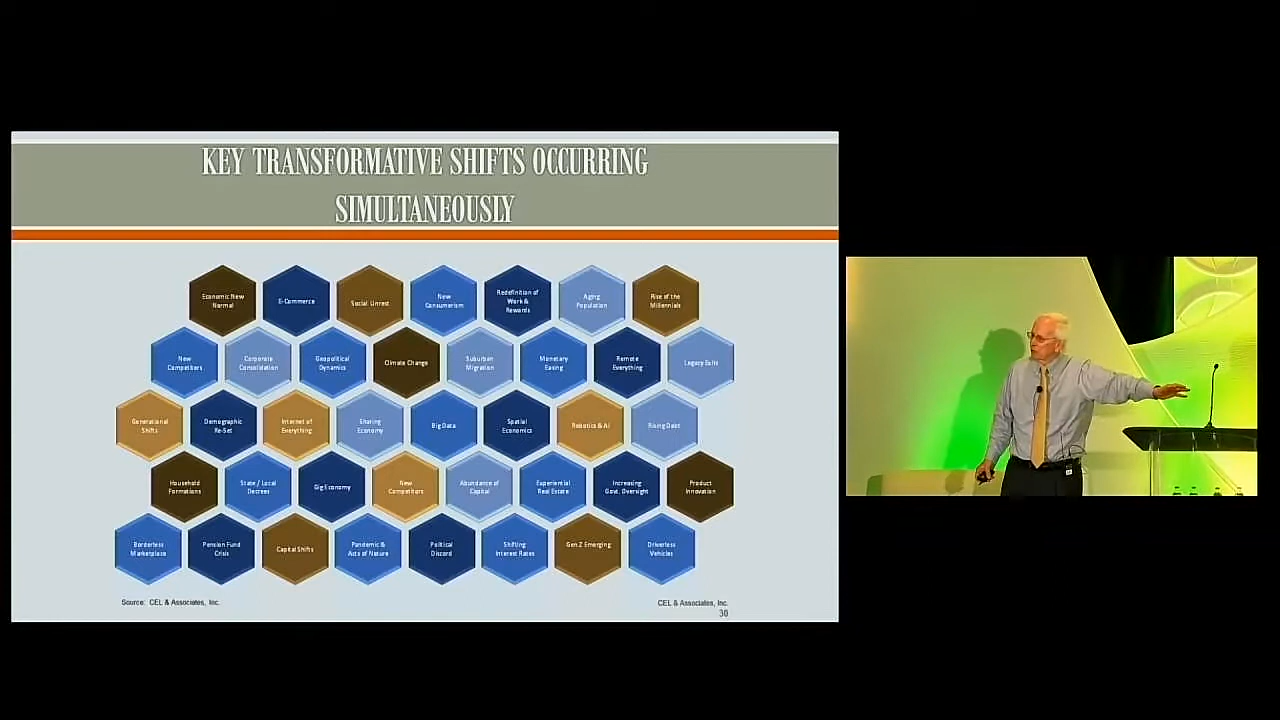 KEY TRANSFORMATIVE SHIFTS OCCURRING
SIMULTANEOUSLY
Economic New
Normal
E-Commerce
Social Unrest
New
Consumerism
Redefinition of
Work &
Rewards
Aging
Population
Rise of the
Millennials
New
Competitors
Corporate
Consolidation
Geopolitical
Dynamics
Climate Change
Suburban
Migration
Monetary
Easing
Remote
Everything
Legacy Exits
Generational
Shifts
Demographic
Re-Set
Internet of
Everything
Sharing
Economy
Big Data
Spatial
Economics
Robotics & AI
Rising Debt
Household
Formations
State / Local
Decrees
Gig Economy
New
Competitors
Abundance of
Capital
Experiential
Real Estate
Increasing
Govt. Oversight
Product
Innovation
Borderless
Marketplace
Pension Fund
Crisis
Capital Shifts
Pandemic &
Acts of Nature
Political
Discord
Shifting
Interest Rates
Gen Z Emerging
Driverless
Vehicles
Source: CEL & Associates, Inc.
CEL & Associates, Inc.
30